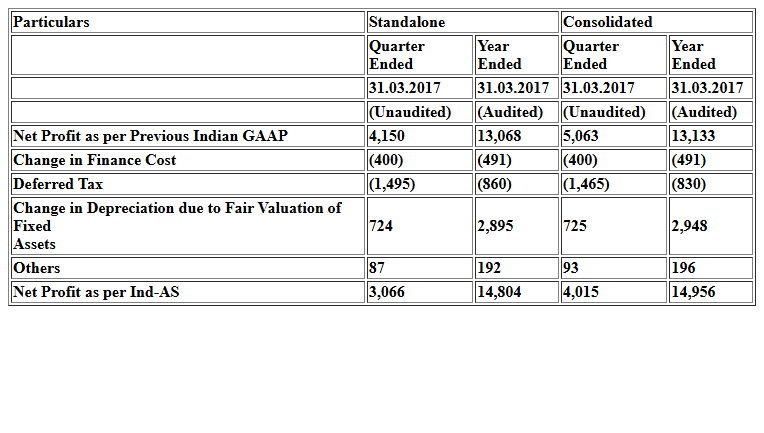 Particulars Standalone Consolidated
Quarter Ended Year Ended Quarter Ended Year Ended
31.03.2017 31.03.2017 31.03.2017 31.03.2017
(Unaudited) (Audited) (Unaudited) (Audited)
Net Profit as per Previous Indian GAAP 4,150 13,068 5,063 13,133
Change in Finance Cost (400) (491) (400) (491)
Deferred Tax (1,495) (860) (1,465) (830)
Change in Depreciation due to Fair Valuation of Fixed Assets 724 2,895 725 2,948
Others 87 192 93 196
Net Profit as per Ind-AS 3,066 14,804 4,015 14,956